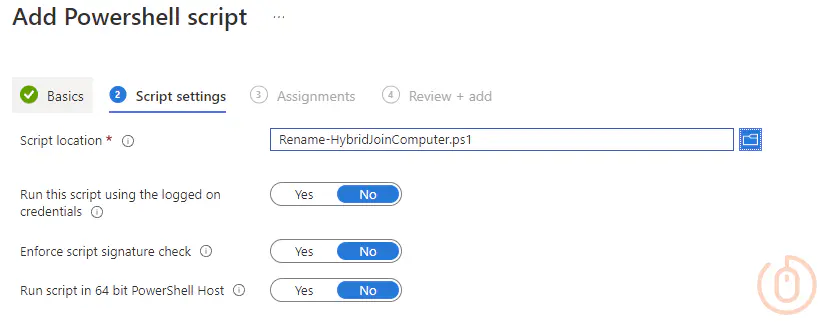 Add Powershell script ...
Basics 2 Script settings 3 Assignments 4 Review + add
Script location * Rename-HybridJoinComputer.ps1
Run this script using the logged on Yes No
credentials
Enforce script signature check Yes No
Run script in 64 bit PowerShell Host Yes No